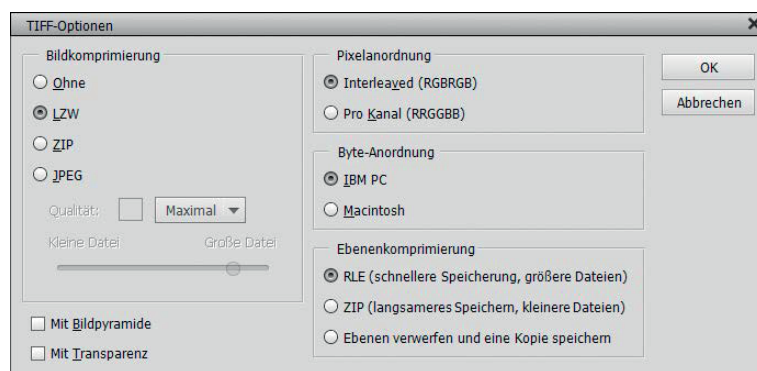 TIFF-Optionen
Bildkomprimierung
Ohne
LZW
ZIP
JPEG
Qualität:
Maximal
Kleine Datei
Große Datei
Mit Bildpyramide
Mit Transparenz
Pixelanordnung
Interleaved (RGBRGB)
Pro Kanal (RRGGBB)
Byte-Anordnung
IBM PC
Macintosh
Ebenenkomprimierung
RLE (schnellere Speicherung, größere Dateien)
ZIP (langsameres Speichern, kleinere Dateien)
Ebenen verwerfen und eine Kopie speichern
OK
Abbrechen